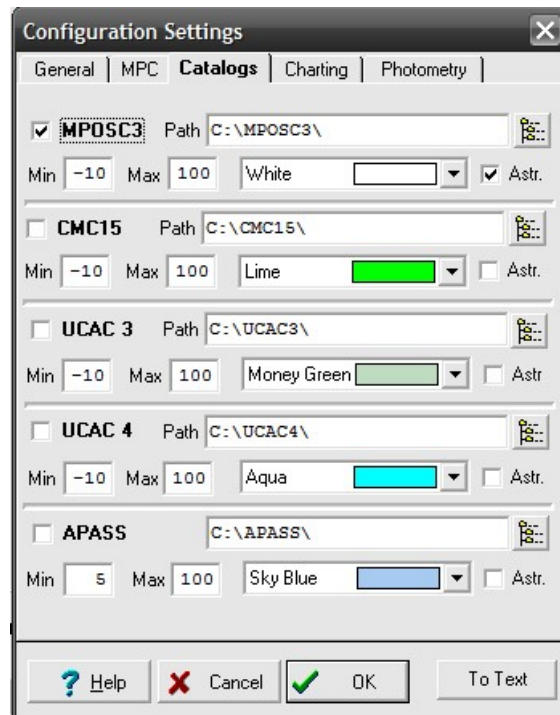 Configuration Settings
General MPC Catalogs Charting Photometry
MPOSC3 Path C:\MPOSC3\
Min -10 Max 100 White Astr.
CMC15 Path C:\CMC15\
Min -10 Max 100 Lime Astr.
UCAC 3 Path C:\UCAC3\
Min -10 Max 100 Money Green Astr
UCAC 4 Path C:\UCAC4\
Min -10 Max 100 Aqua Astr.
APASS C:\APASS\
Min 5 Max 100 Sky Blue Astr.
? Help Cancel OK To Text